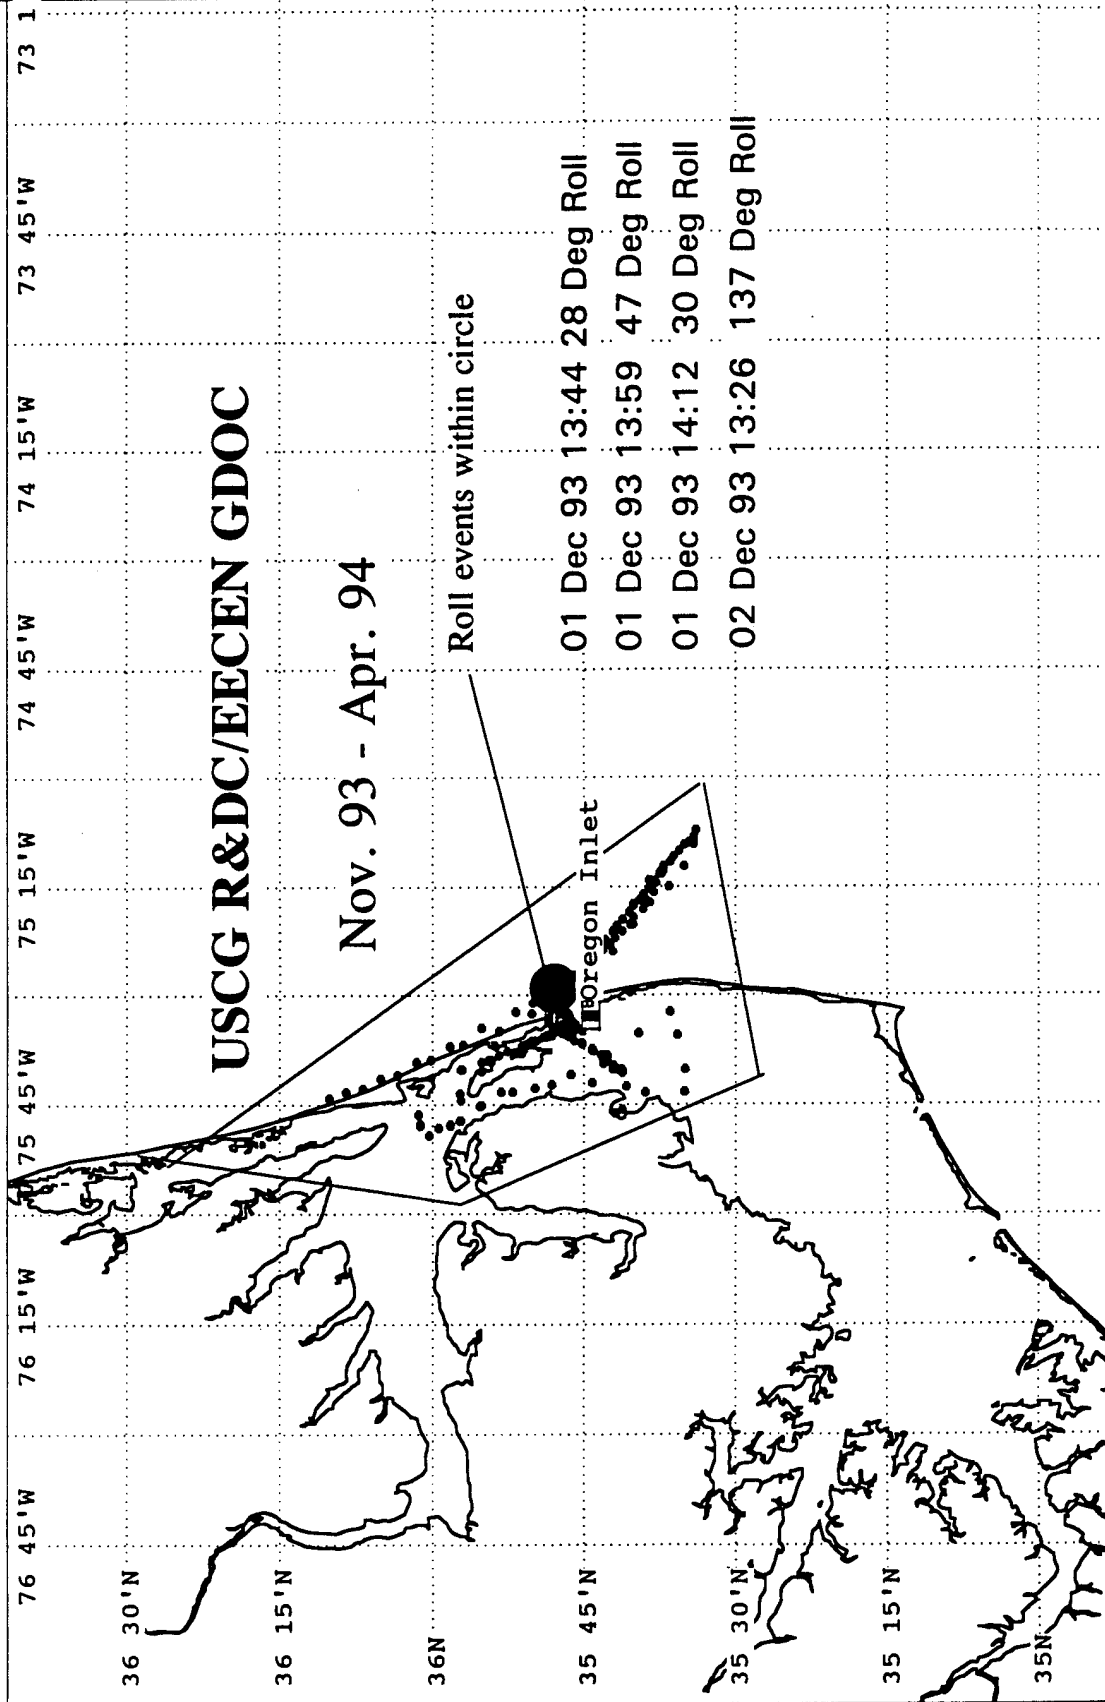 USCG R&DC/EECEN GDOC
Nov. 93 - Apr. 94
Roll events within circle
01 Dec 93 13:44 28 Deg Roll
01 Dec 93 13:59 47 Deg Roll
01 Dec 93 14:12 30 Deg Roll
02 Dec 93 13:26 137 Deg Roll
Oregon Inlet
36 30'N
36 15'N
36N
35 45'N
35 30'N
35 15'N
35N
76 45'W
76 15'W
75 45'W
75 15'W
74 45'W
74 15'W
73 45'W
73 1